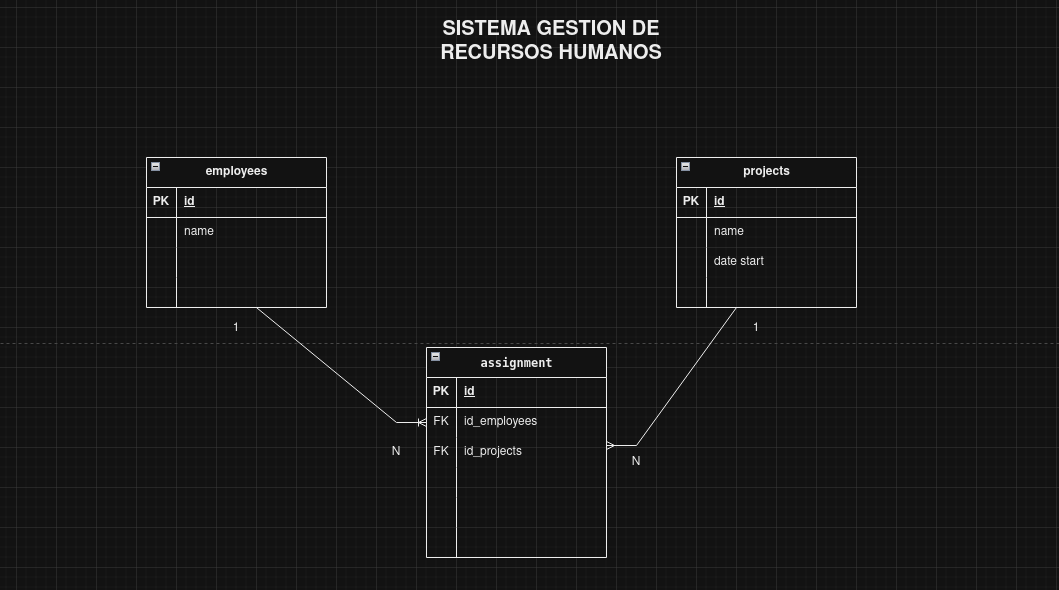 SISTEMA GESTION DE
RECURSOS HUMANOS
employees
PK id
name
projects
PK id
name
date start
1
1
assignment
PK id
FK id_employees
FK id_projects
N
N